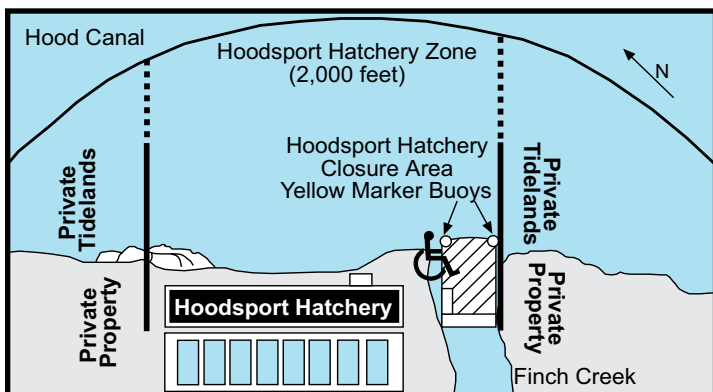 Hood Canal
Hoodsport Hatchery Zone
(2,000 feet)
N
Hoodsport Hatchery
Closure Area
Yellow Marker Buoys
Private
Tidelands
Private
Tidelands
Private
Property
Hoodsport Hatchery
Private
Property
Finch Creek